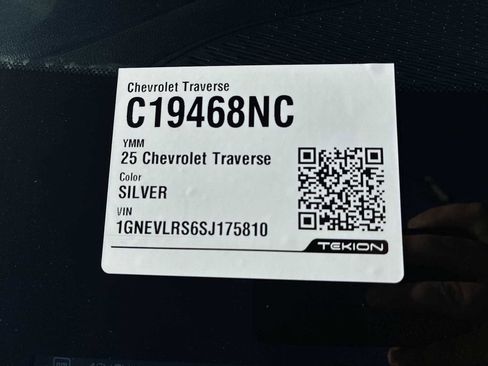 Chevrolet Traverse
C19468NC
YMM
25 Chevrolet Traverse
Color
SILVER
VIN
1GNEVLRS6SJ175810
TEKION